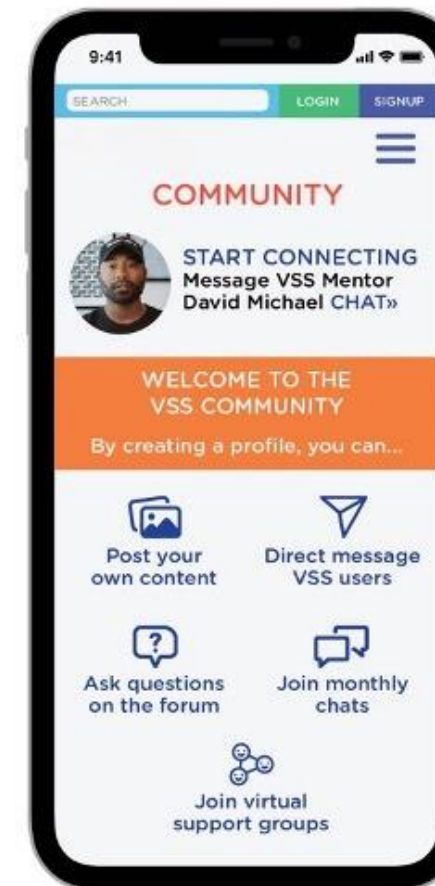 9:41
SEARCH
LOGIN
SIGNUP
COMMUNITY
START CONNECTING
Message VSS Mentor
David Michael CHAT»
WELCOME TO THE
VSS COMMUNITY
By creating a profile, you can...
Post your
own content
Direct message
VSS users
?
Ask questions
on the forum
Join monthly
chats
Join virtual
support groups